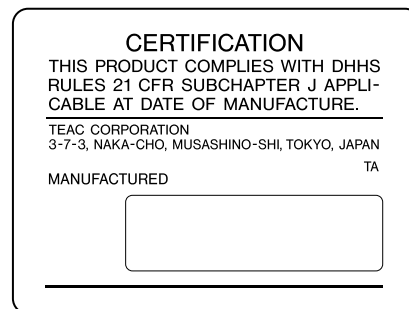 CERTIFICATION
THIS PRODUCT COMPLIES WITH DHHS
RULES 21 CFR SUBCHAPTER J APPLI-
CABLE AT DATE OF MANUFACTURE.
TEAC CORPORATION
3-7-3, NAKA-CHO, MUSASHINO-SHI, TOKYO, JAPAN
TA
MANUFACTURED